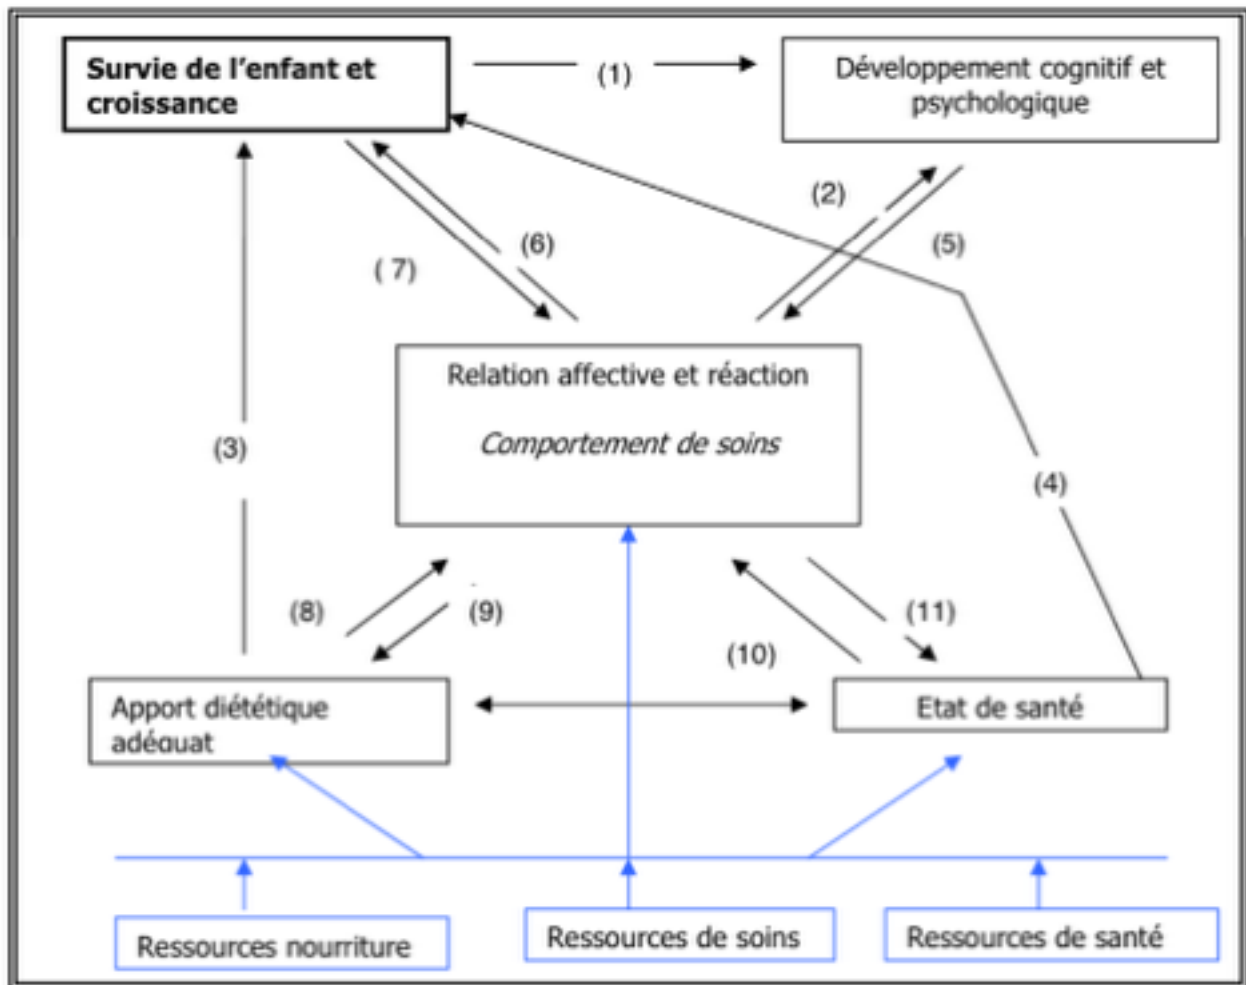 Survie de l'enfant et
croissance
(1)
Développement cognitif et
psychologique
(2)
(5)
(6)
( 7)
Relation affective et réaction
Comportement de soins
(3)
(4)
(8)
(9)
(10)
(11)
Apport diététique
adéquat
Etat de santé
Ressources nourriture
Ressources de soins
Ressources de santé